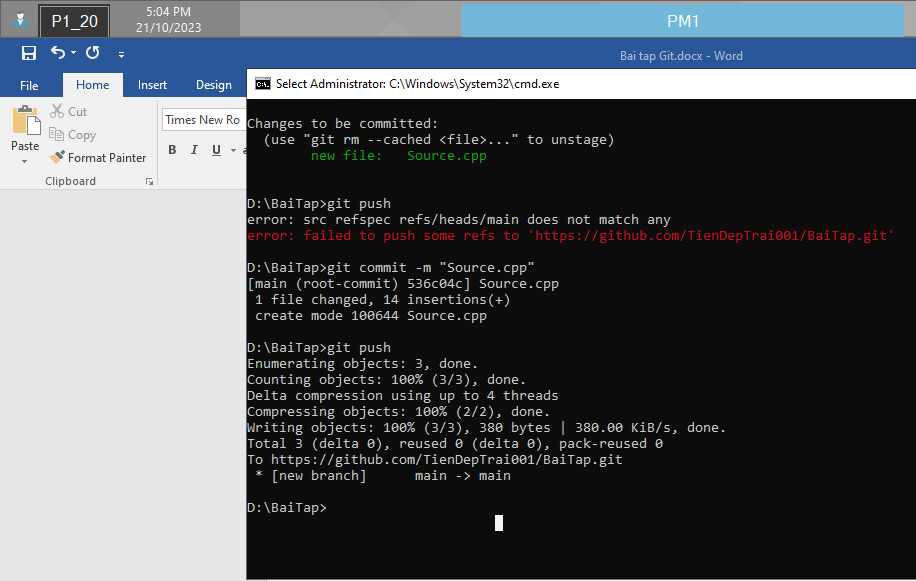 P1_20
5:04 PM
21/10/2023
PM1
Bai tap Git.docx - Word
File
Home
Insert
Design
Select Administrator: C:\Windows\System32\cmd.exe
Cut
Copy
Paste
Format Painter
Clipboard
Times New Ro
B I U
Changes to be committed:
(use "git rm --cached <file>..." to unstage)
new file: Source.cpp
D:\BaiTap>git push
error: src refspec refs/heads/main does not match any
error: failed to push some refs to 'https://github.com/TienDepTrai001/BaiTap.git'
D:\BaiTap>git commit -m "Source.cpp"
[main (root-commit) 536c04c] Source.cpp
1 file changed, 14 insertions(+)
create mode 100644 Source.cpp
D:\BaiTap>git push
Enumerating objects: 3, done.
Counting objects: 100% (3/3), done.
Delta compression using up to 4 threads
Compressing objects: 100% (2/2), done.
Writing objects: 100% (3/3), 380 bytes | 380.00 KiB/s, done.
Total 3 (delta 0), reused 0 (delta 0), pack-reused 0
To https://github.com/TienDepTrai001/BaiTap.git
* [new branch] main -> main
D:\BaiTap>